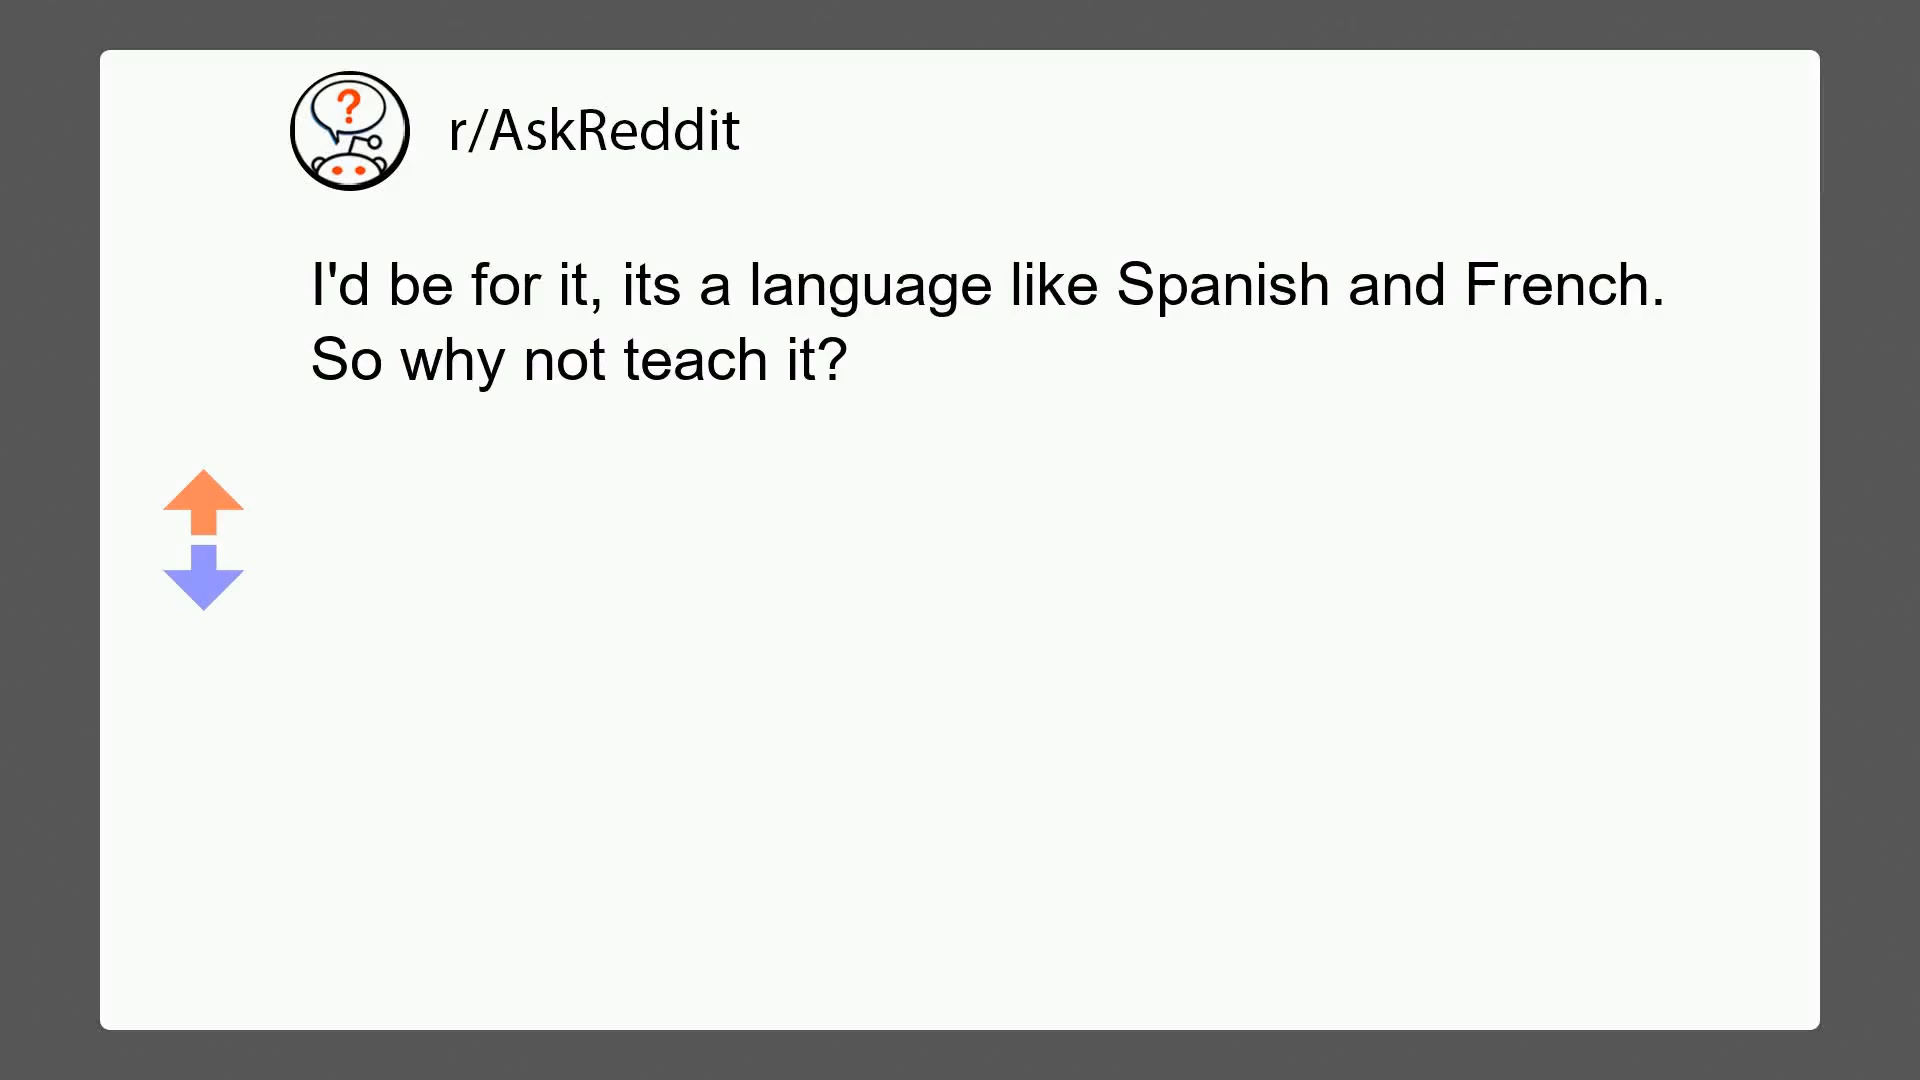 r/AskReddit
I'd be for it, its a language like Spanish and French.
So why not teach it?